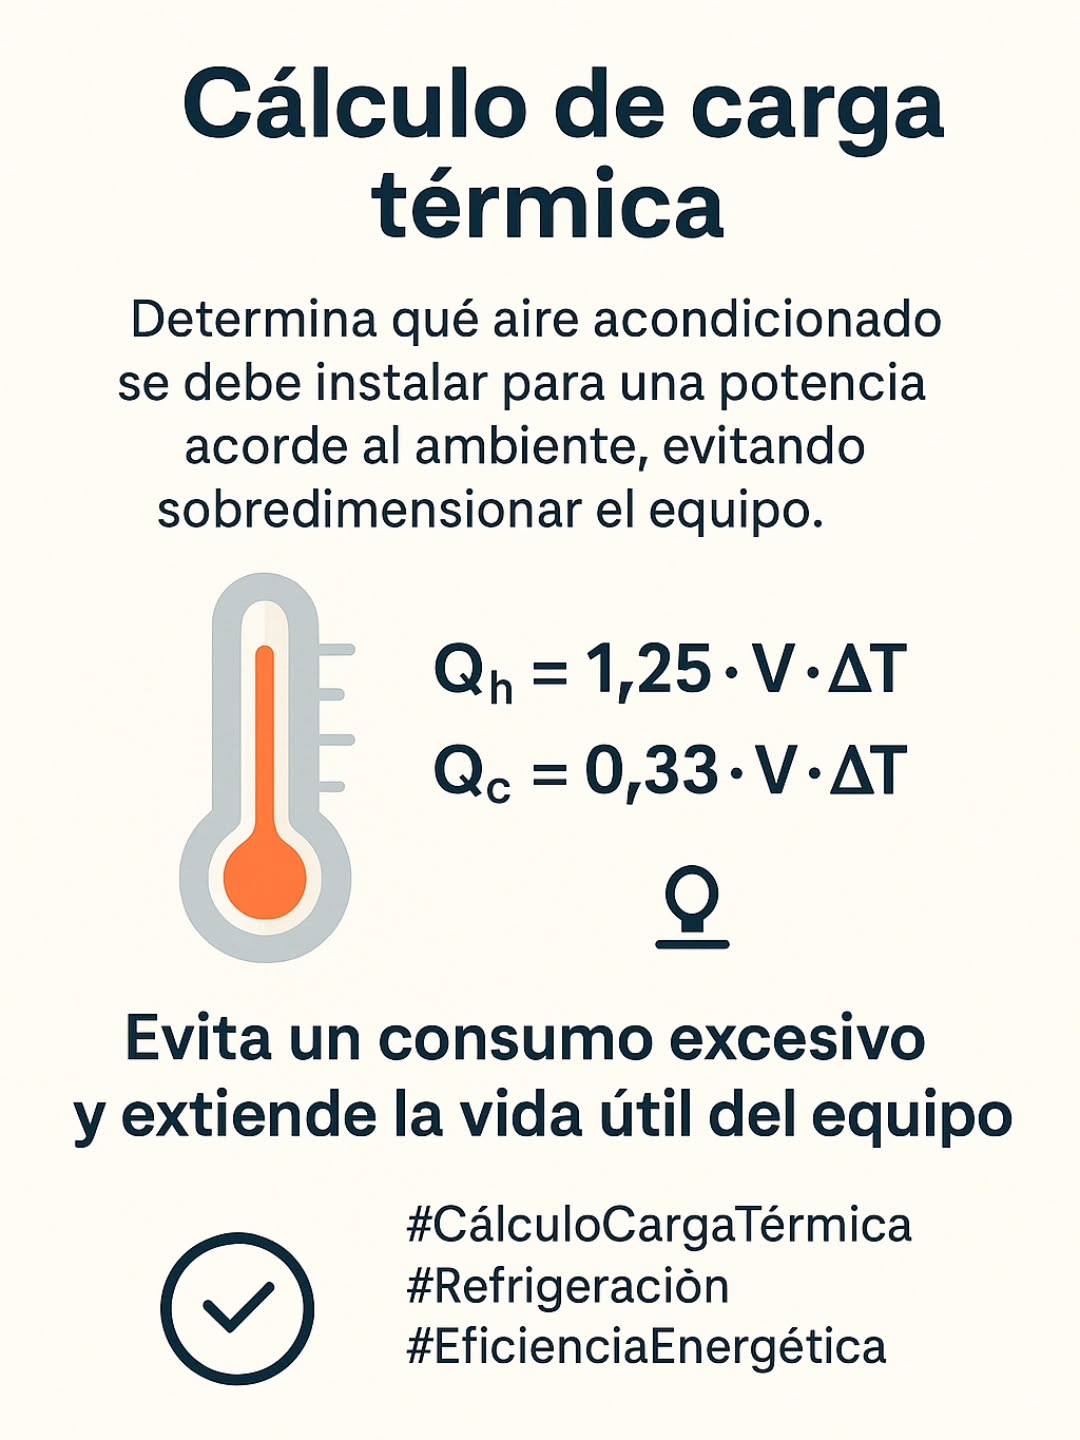 Cálculo de carga
térmica
Determina qué aire acondicionado
se debe instalar para una potencia
acorde al ambiente, evitando
sobredimensionar el equipo.
Qh = 1,25 · V · ΔT
Qc = 0,33 · V · ΔT
Evita un consumo excesivo
y extiende la vida útil del equipo
#CálculoCargaTérmica
#Refrigeraciòn
#EficienciaEnergética